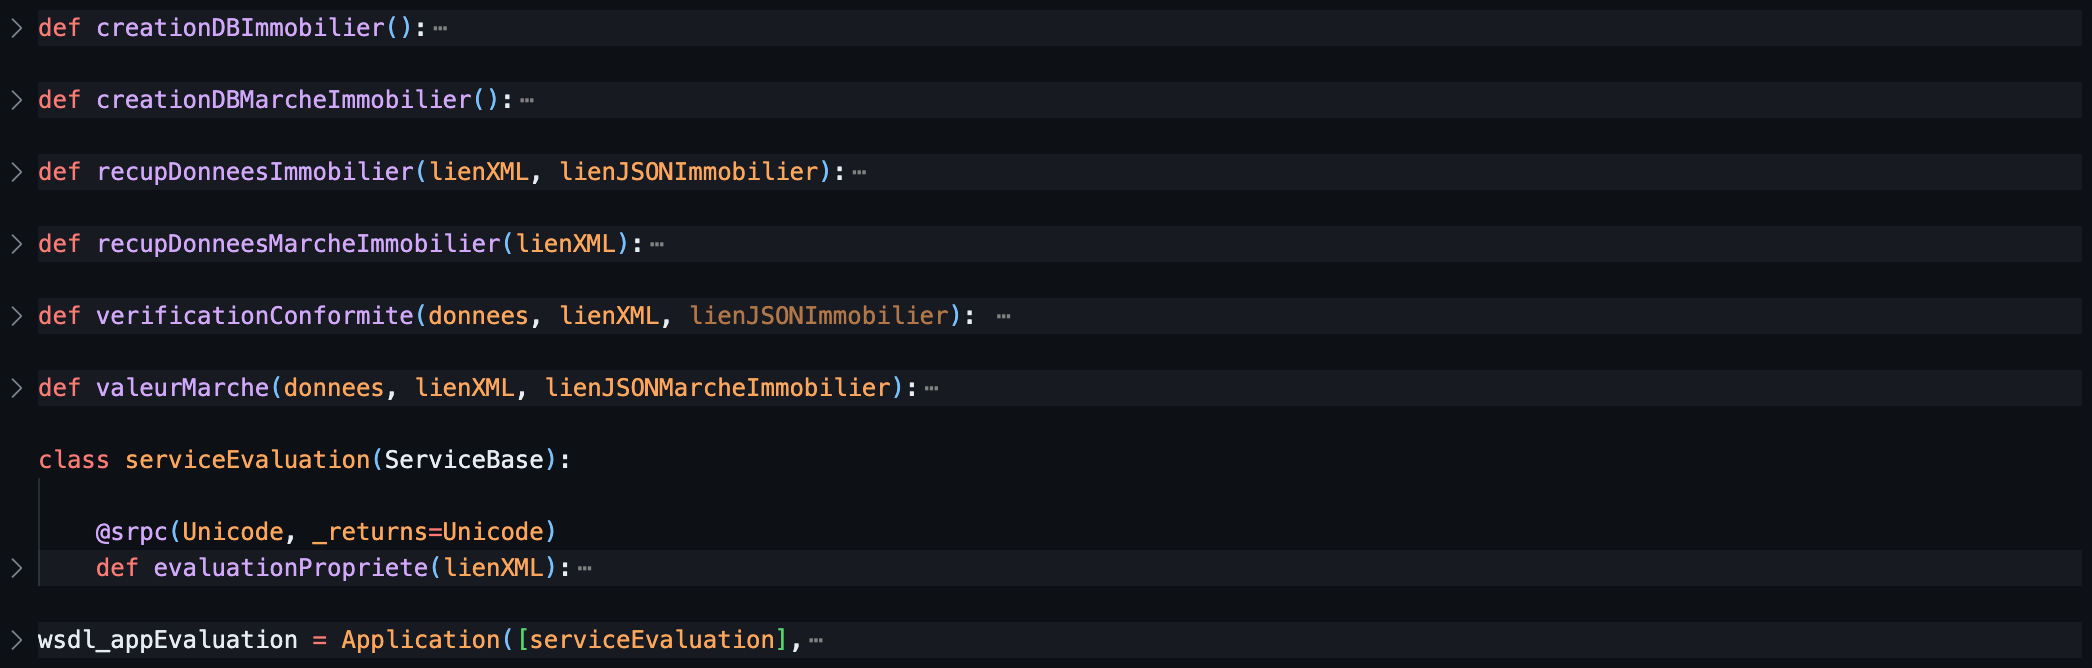 def creationDBImmobilier():…
def creationDBMarcheImmobilier():…
def recupDonneesImmobilier(lienXML, lienJSONImmobilier):…
def recupDonneesMarcheImmobilier(lienXML):…
def verificationConformite(donnees, lienXML, lienJSONImmobilier): …
def valeurMarche(donnees, lienXML, lienJSONMarcheImmobilier):…
class serviceEvaluation(ServiceBase):
    @srpc(Unicode, _returns=Unicode)
    def evaluationPropriete(lienXML):…
wsdl_appEvaluation = Application([serviceEvaluation],…